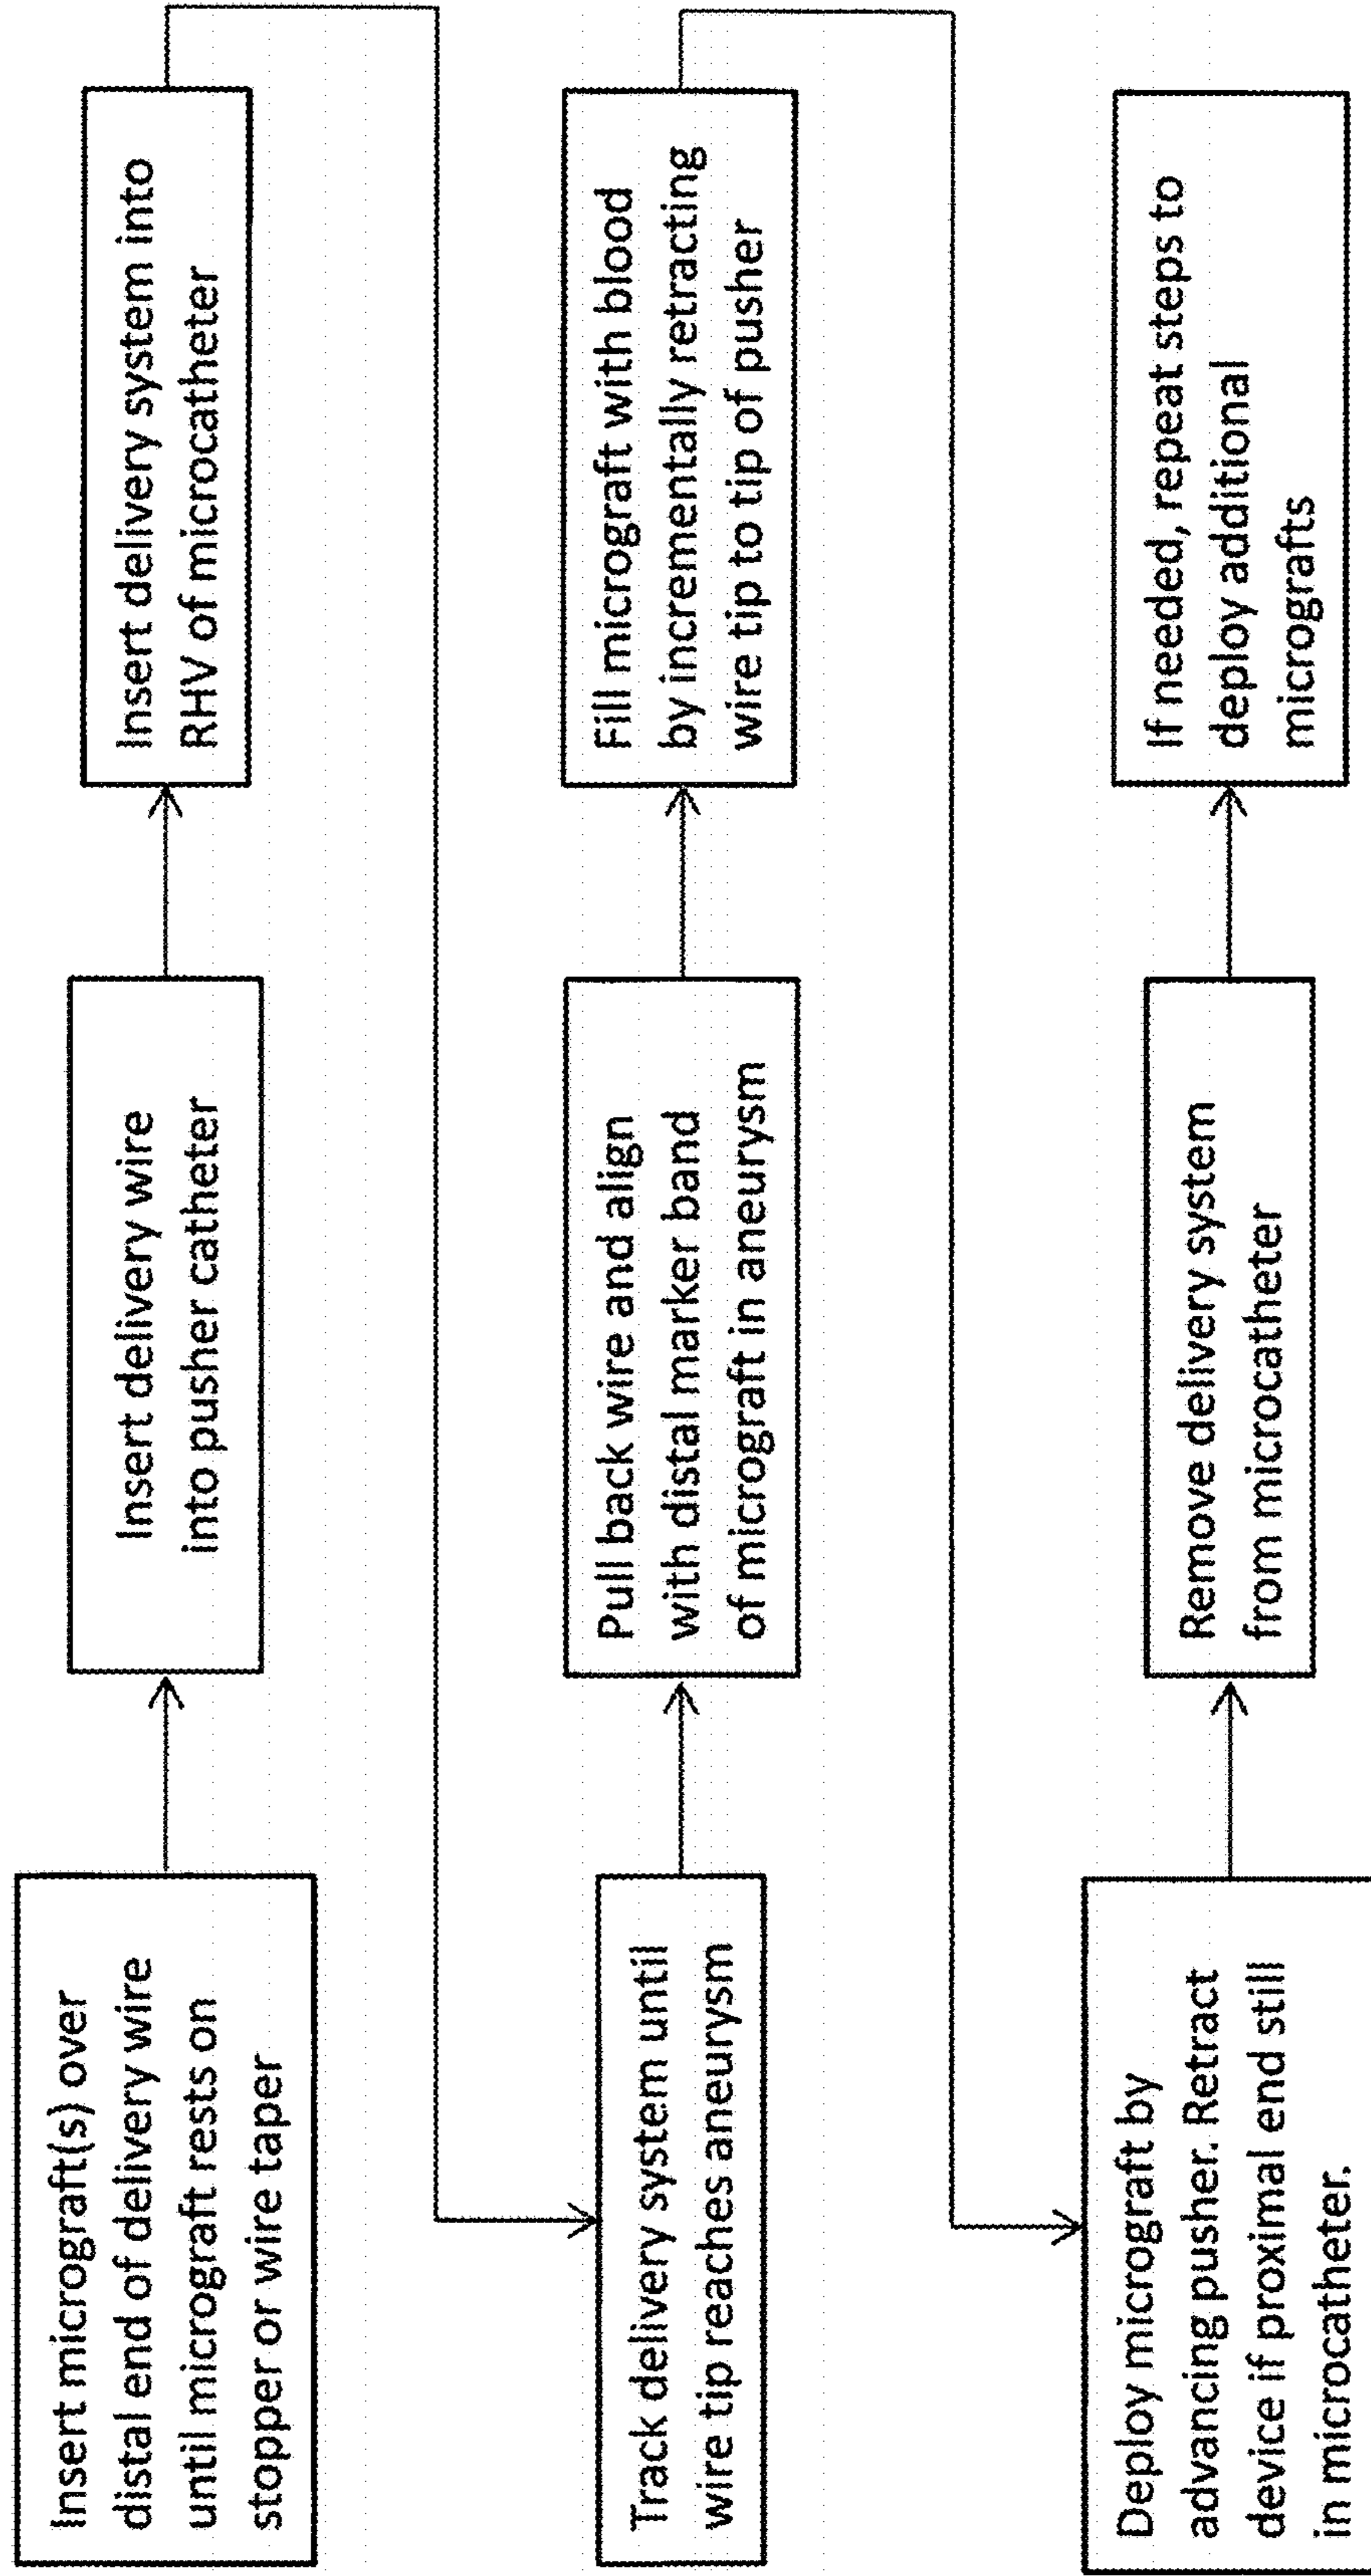 Insert micrograft(s) over
distal end of delivery wire
until micrograft rests on
stopper or wire taper
Insert delivery wire
into pusher catheter
Insert delivery system into
RHV of microcatheter
Track delivery system until
wire tip reaches aneurysm
Pull back wire and align
with distal marker band
of micrograft in aneurysm
Fill micrograft with blood
by incrementally retracting
wire tip to tip of pusher
Deploy micrograft by
advancing pusher. Retract
device if proximal end still
in microcatheter.
Remove delivery system
from microcatheter
If needed, repeat steps to
deploy additional
micrografts